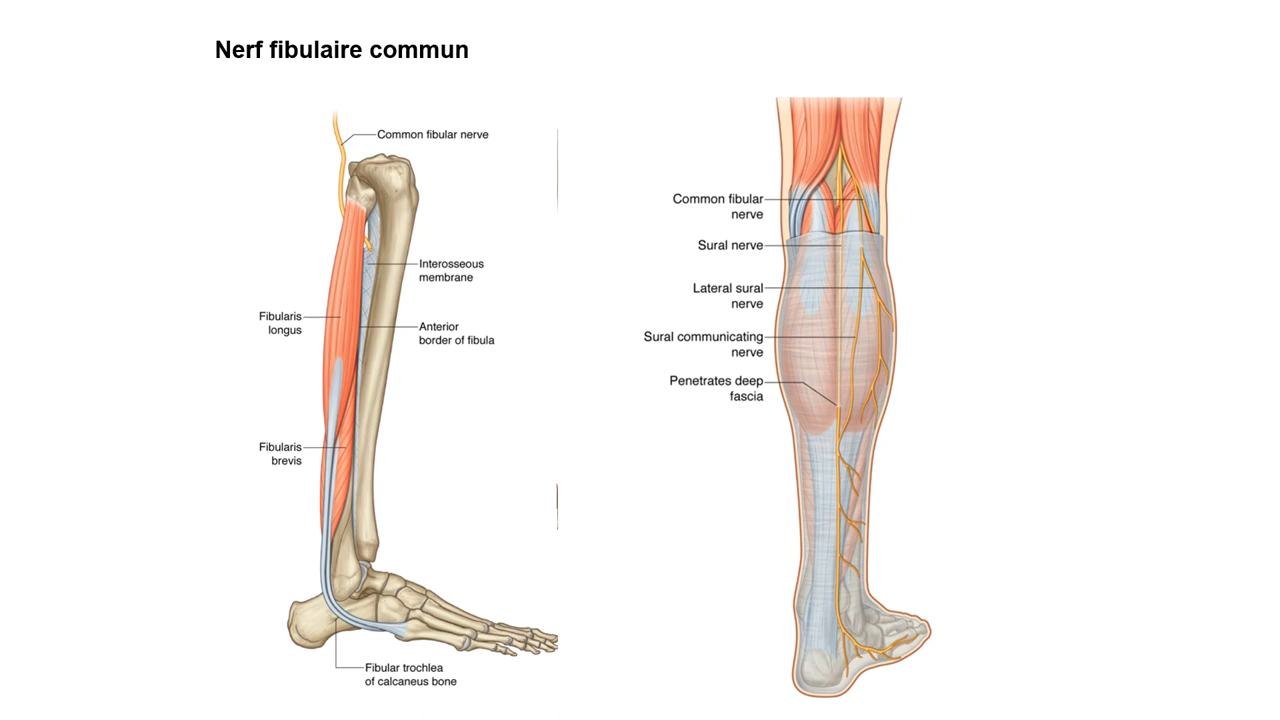 Nerf fibulaire commun
Common fibular nerve
Interosseous
membrane
Fibularis
longus
Anterior
border of fibula
Fibularis
brevis
Fibular trochlea
of calcaneus bone
Common fibular
nerve
Sural nerve
Lateral sural
nerve
Sural communicating
nerve
Penetrates deep
fascia